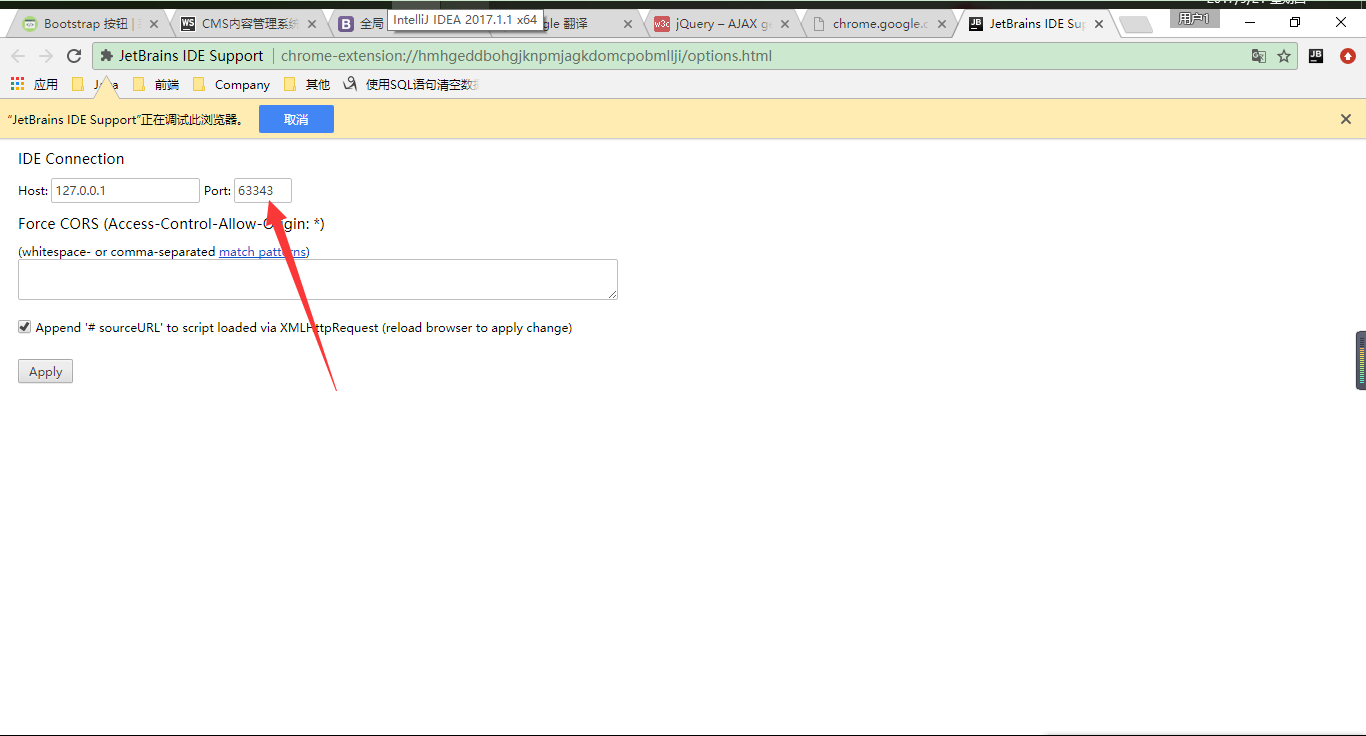 Bootstrap 按钮 |
CMS内容管理系统
全局
IntelliJ IDEA 2017.1.1 x64
gle 翻译
w3c
jQuery – AJAX g
chrome.google.c
JB
JetBrains IDE Sup
用户1
JetBrains IDE Support
chrome-extension://hmhgeddbohgjknpmjagkdomcpobmllji/options.html
JB
应用
Java
前端
Company
其他
使用SQL语句清空数
"JetBrains IDE Support"正在调试此浏览器。
取消
IDE Connection
Host: 127.0.0.1 Port: 63343
Force CORS (Access-Control-Allow-Origin: *)
(whitespace- or comma-separated match patterns)
Append '# sourceURL' to script loaded via XMLHttpRequest (reload browser to apply change)
Apply